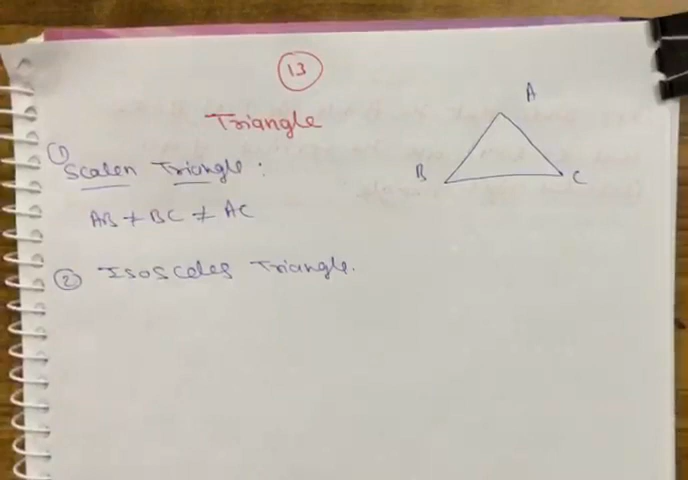 13
Triangle
A
① Scalen Triangle :
B
C
AB ≠ BC ≠ AC
② Isosceles Triangle.